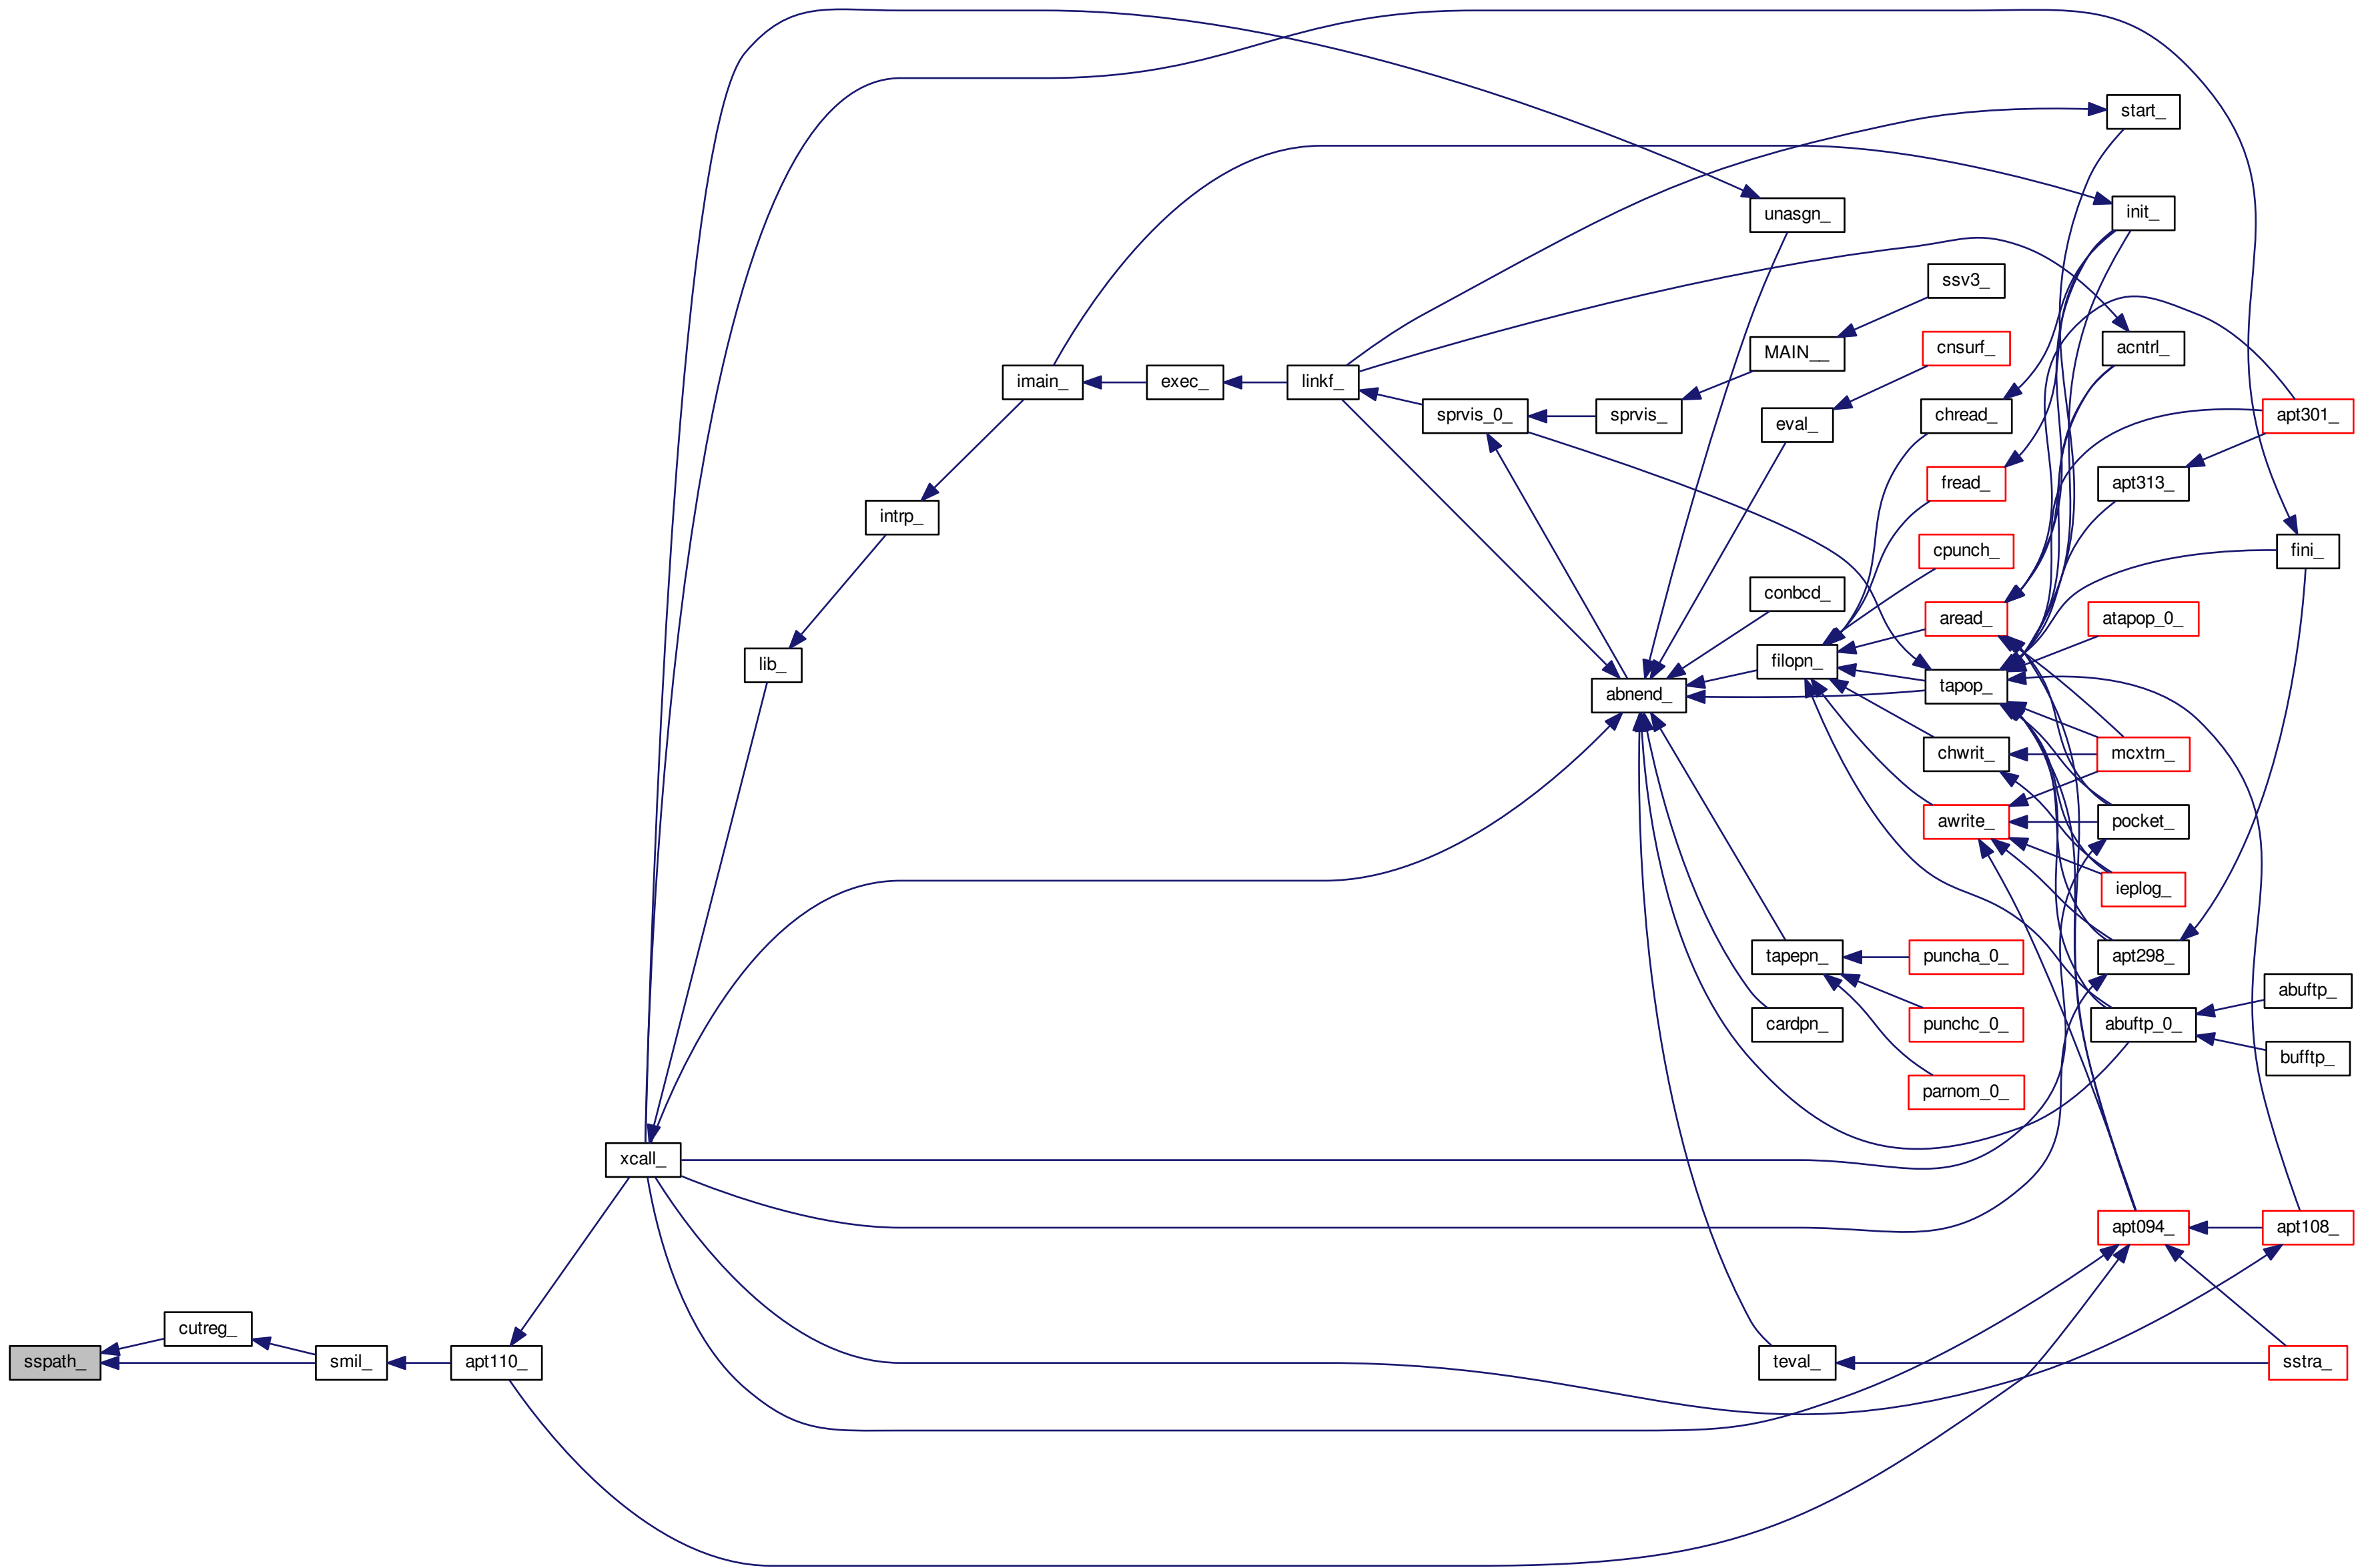 start_
init_
unasgn_
ssv3_
MAIN__
cnsurf_
acntrl_
imain_
exec_
linkf_
sprvis_0_
sprvis_
eval_
chread_
apt301_
intrp_
fread_
apt313_
cpunch_
fini_
conbcd_
aread_
atapop_0_
lib_
filopn_
abnend_
tapop_
chwrit_
mcxtrn_
awrite_
pocket_
ieplog_
tapepn_
puncha_0_
apt298_
abuftp_
cardpn_
punchc_0_
abuftp_0_
bufftp_
parnom_0_
xcall_
apt094_
apt108_
cutreg_
sspath_
smil_
apt110_
teval_
sstra_